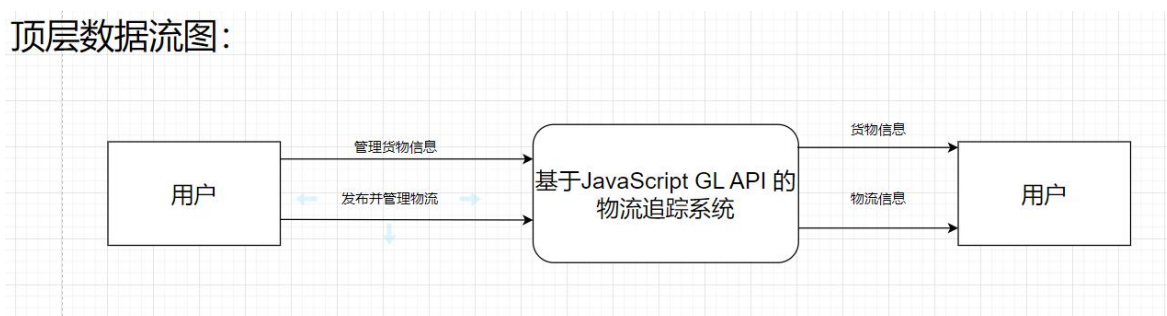 顶层数据流图：
管理货物信息
货物信息
用户
基于JavaScript GL API 的
物流追踪系统
用户
发布并管理物流
物流信息